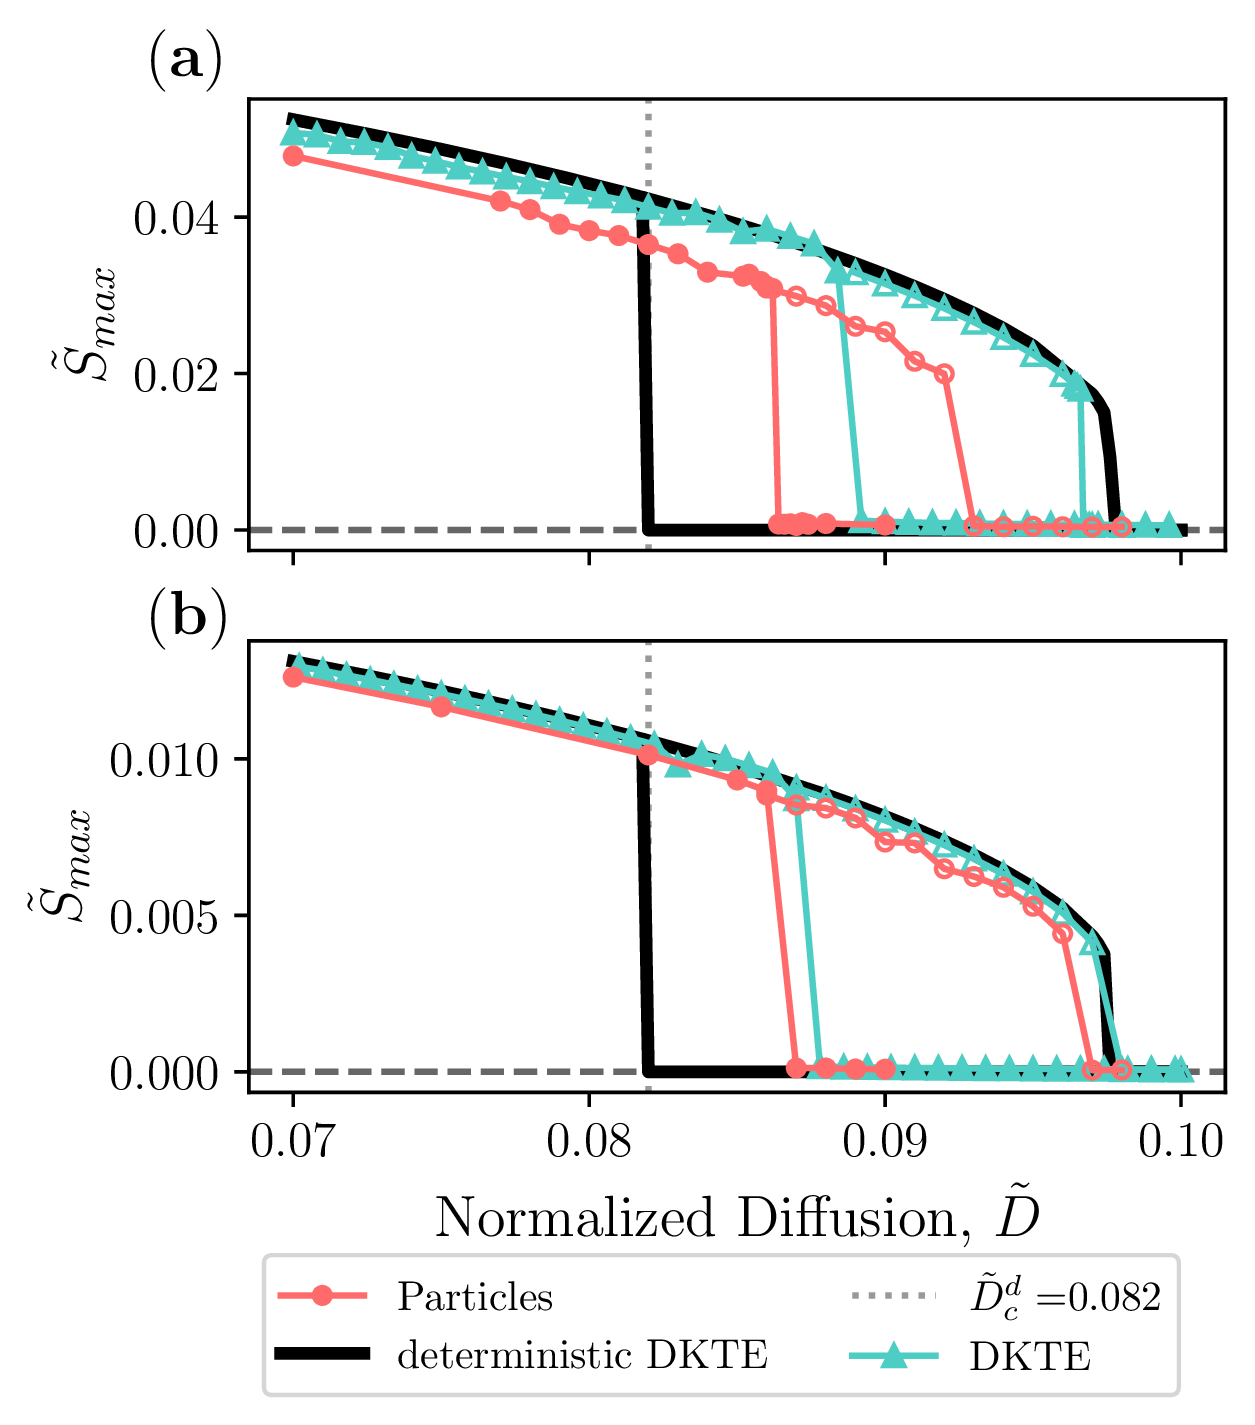 (a)
0.04
0.02
0.00
S̃max
(b)
0.010
0.005
0.000
S̃max
0.07 0.08 0.09 0.10
Normalized Diffusion, D̃
Particles
deterministic DKTE
D̃cd =0.082
DKTE